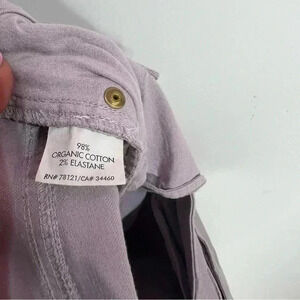 98%
ORGANIC COTTON
2% ELASTANE
RN# 78121/CA# 34460